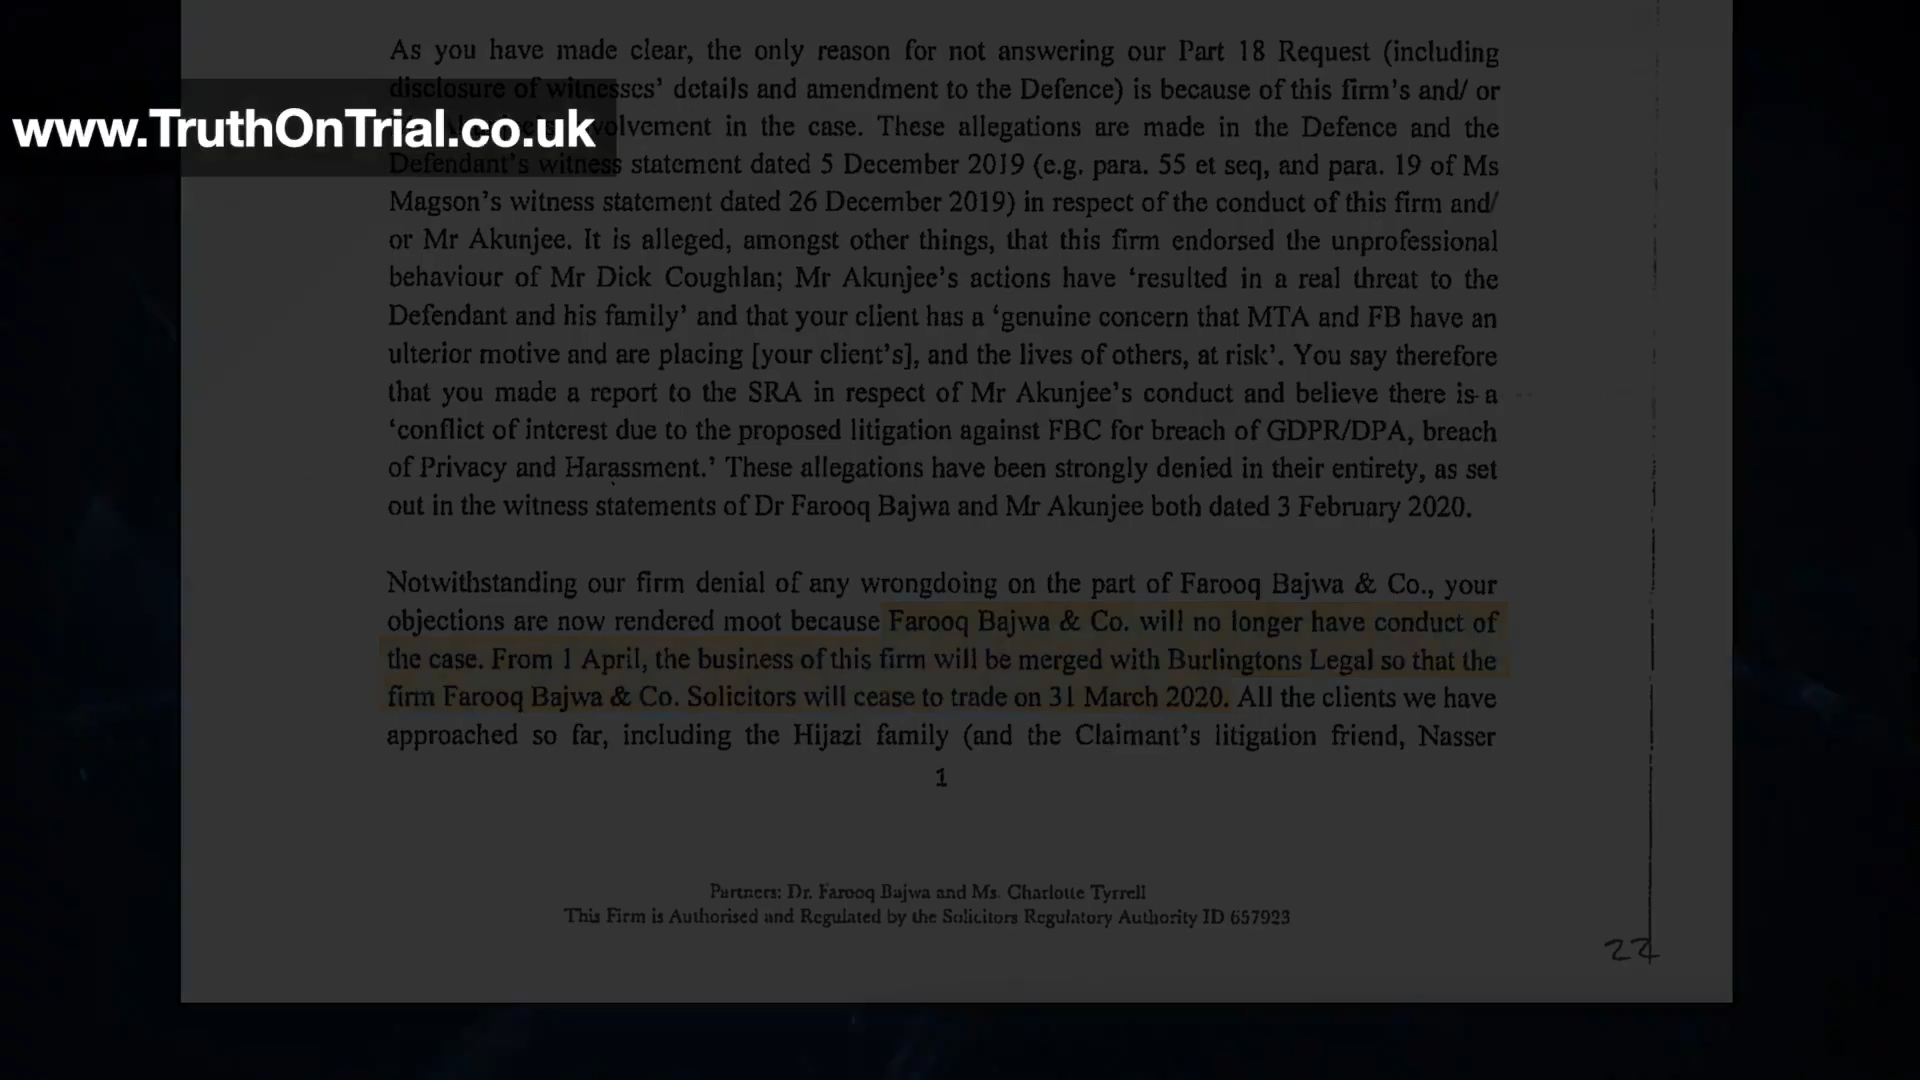 As you have made clear, the only reason for not answering our Part 18 Request (including
disclosure of witnesses' details and amendment to the Defence) is because of this firm's and/ or
www.TruthOnTrial.co.uk
involvement in the case. These allegations are made in the Defence and the
Defendant's witness statement dated 5 December 2019 (e.g. para. 55 et seq, and para. 19 of Ms
Magson's witness statement dated 26 December 2019) in respect of the conduct of this firm and/
or Mr Akunjee. It is alleged, amongst other things, that this firm endorsed the unprofessional
behaviour of Mr Dick Coughlan; Mr Akunjee's actions have 'resulted in a real threat to the
Defendant and his family' and that your client has a 'genuine concern that MTA and FB have an
ulterior motive and are placing [your client's], and the lives of others, at risk'. You say therefore
that you made a report to the SRA in respect of Mr Akunjee's conduct and believe there is a
'conflict of interest due to the proposed litigation against FBC for breach of GDPR/DPA, breach
of Privacy and Harassment.' These allegations have been strongly denied in their entirety, as set
out in the witness statements of Dr Farooq Bajwa and Mr Akunjee both dated 3 February 2020.
Notwithstanding our firm denial of any wrongdoing on the part of Farooq Bajwa & Co., your
objections are now rendered moot because Farooq Bajwa & Co. will no longer have conduct of
the case. From 1 April, the business of this firm will be merged with Burlingtons Legal so that the
firm Farooq Bajwa & Co. Solicitors will cease to trade on 31 March 2020. All the clients we have
approached so far, including the Hijazi family (and the Claimant's litigation friend, Nasser
1
Partners: Dr. Farooq Bajwa and Ms. Charlotte Tyrrell
This Firm is Authorised and Regulated by the Solicitors Regulatory Authority ID 657923
22